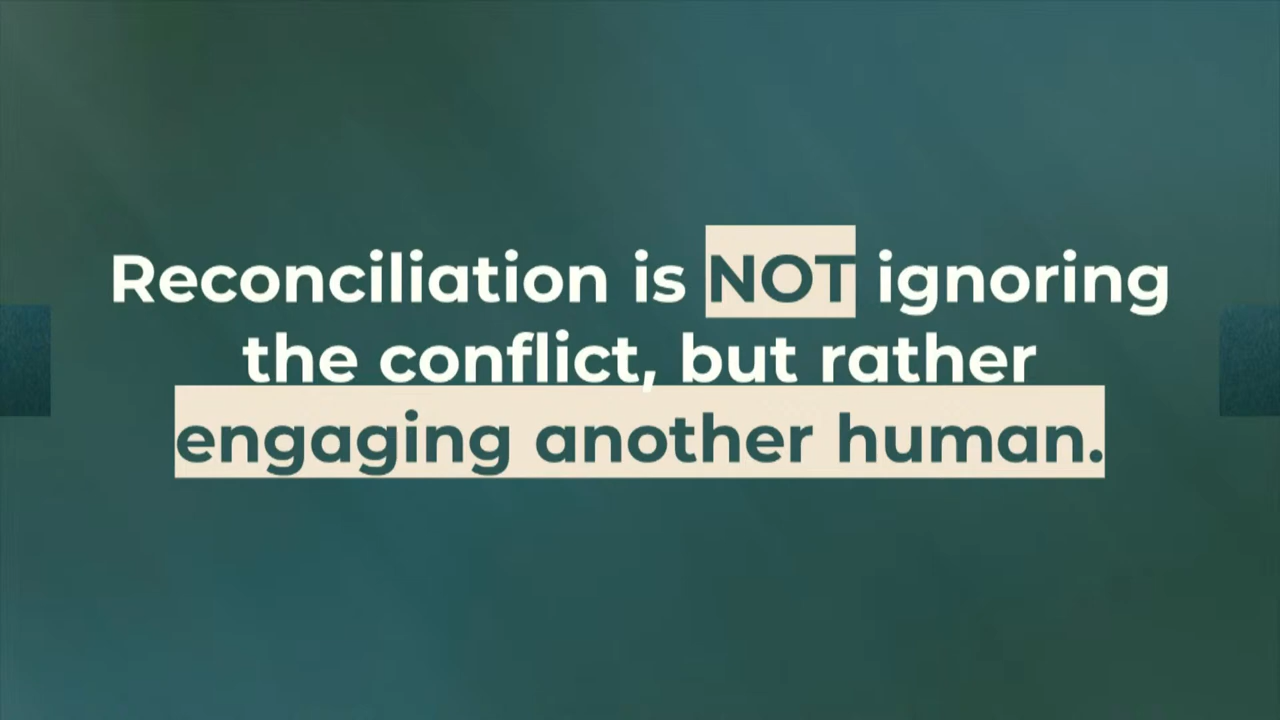 Reconciliation is NOT ignoring
the conflict, but rather
engaging another human.